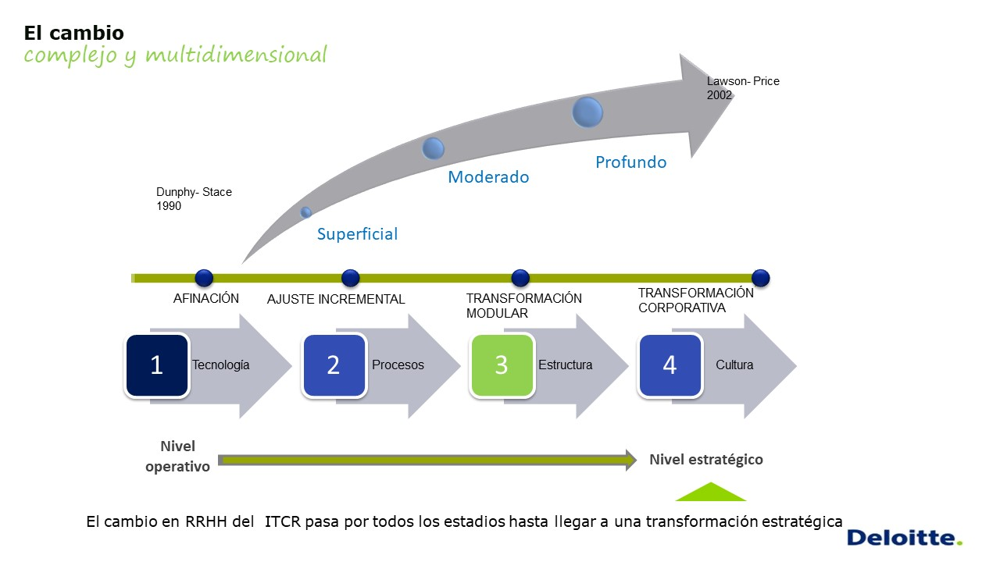 El cambio
complejo y multidimensional
Lawson- Price
2002
Profundo
Moderado
Dunphy- Stace
1990
Superficial
AFINACIÓN
AJUSTE INCREMENTAL
TRANSFORMACIÓN
MODULAR
TRANSFORMACIÓN
CORPORATIVA
1
Tecnología
2
Procesos
3
Estructura
4
Cultura
Nivel
operativo
Nivel estratégico
El cambio en RRHH del ITCR pasa por todos los estadios hasta llegar a una transformación estratégica
Deloitte.